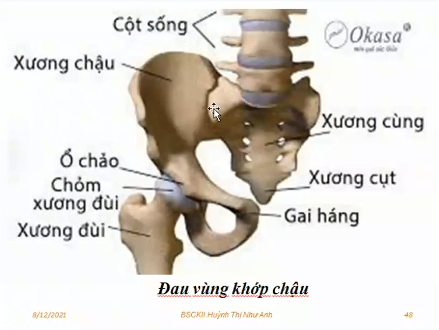 Cột sống
Okasa
Xương chậu
Xương cùng
Ổ chảo
Chỏm
xương đùi
Xương cụt
Xương đùi
Gai háng
Đau vùng khớp chậu
8/12/2021
BSCKII.Huỳnh Thị Như Anh
48